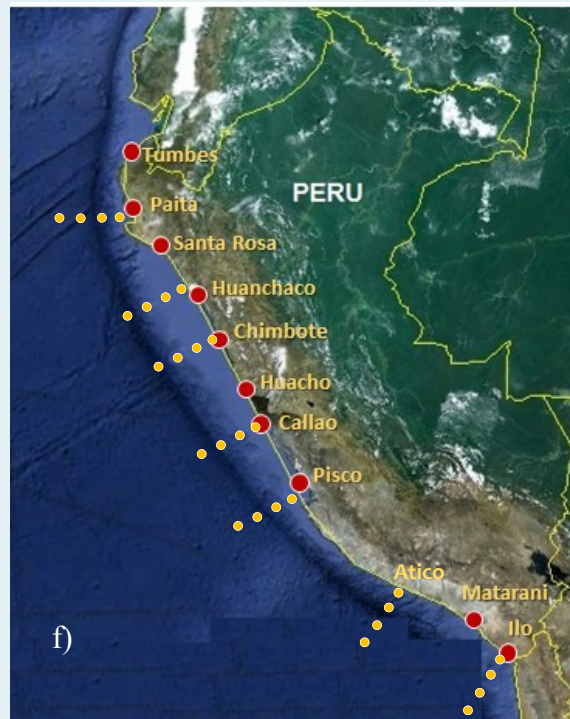 Tumbes
PERU
Paita
Santa Rosa
Huanchaco
Chimbote
Huacho
Callao
Pisco
Atico
Matarani
Ilo
f)